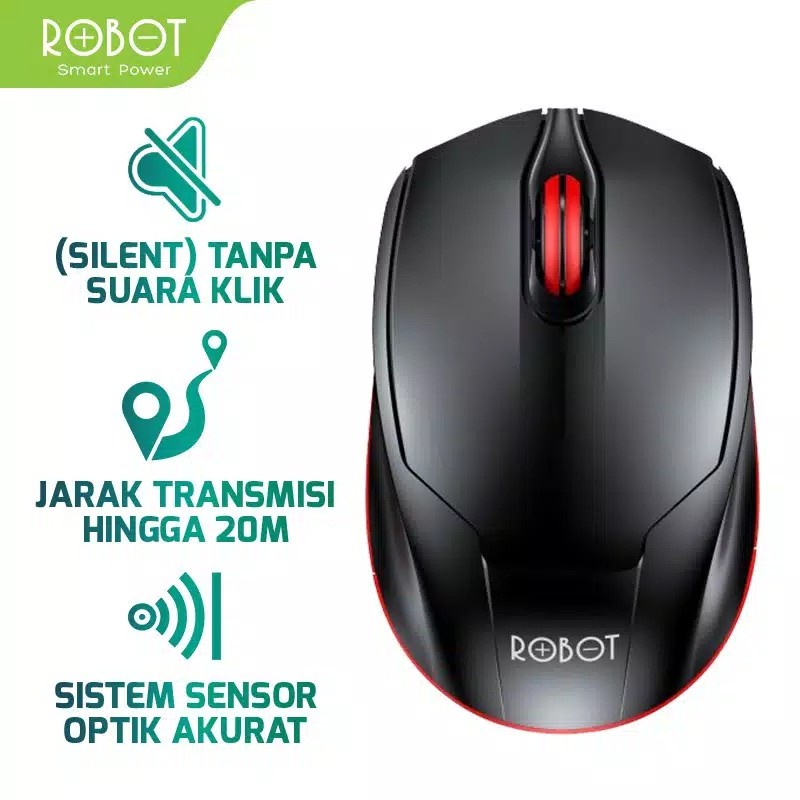 ROBOT
Smart Power
(SILENT) TANPA
SUARA KLIK
JARAK TRANSMISI
HINGGA 20M
SISTEM SENSOR
OPTIK AKURAT
ROBOT